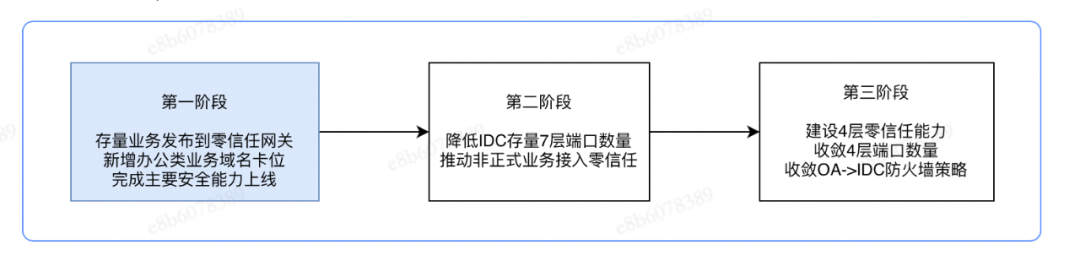 第一阶段
存量业务发布到零信任网关
新增办公类业务域名卡位
完成主要安全能力上线
第二阶段
降低IDC存量7层端口数量
推动非正式业务接入零信任
第三阶段
建设4层零信任能力
收敛4层端口数量
收敛OA->IDC防火墙策略
e8b6078389
e8b6078389
e8b6078389
e8b6078389